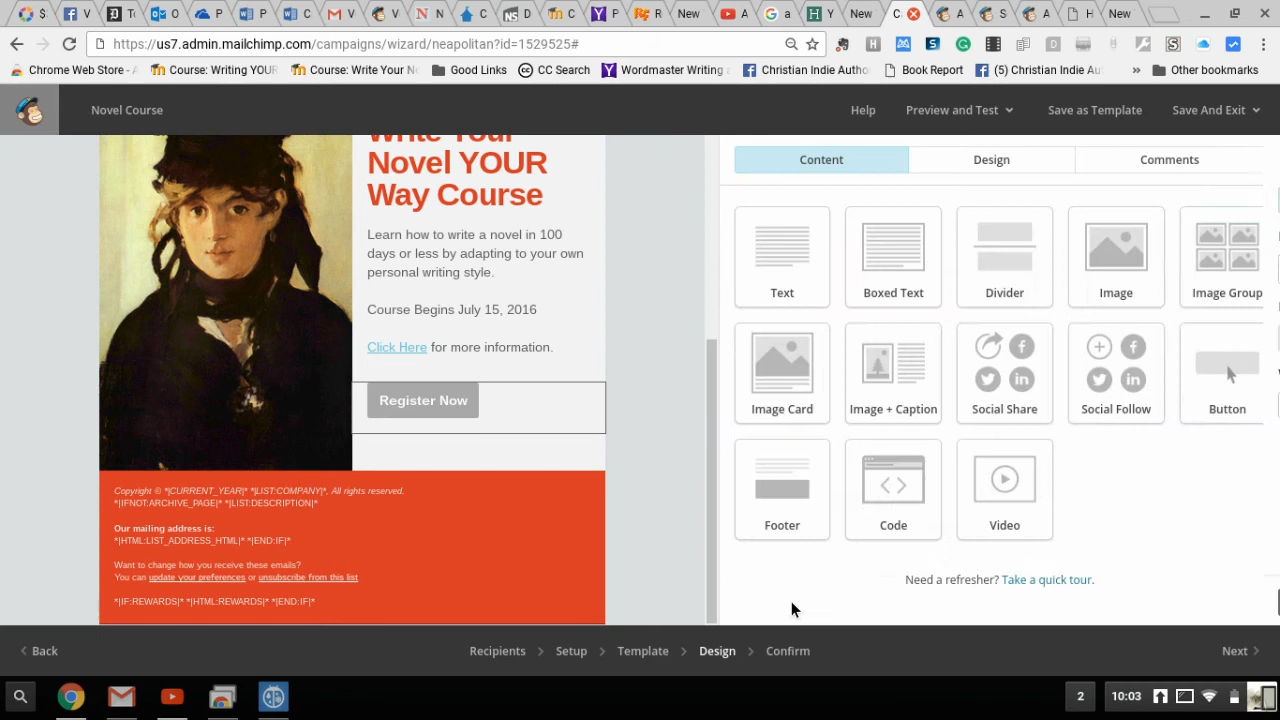 S
P
T
O
P
A
C
M
V
N
N
C
D
C
Y
P
R
New
A
a
H
Y
New
C
A
S
A
H
New
https://us7.admin.mailchimp.com/campaigns/wizard/neapolitan?id=1529525#
Chrome Web Store - A
Course: Writing YOUR
Course: Write Your N
Good Links
CC Search
Wordmaster Writing
Christian Indie Autho
Book Report
(5) Christian Indie Au
»
Other bookmarks
Novel Course
Help
Preview and Test
Save as Template
Save And Exit
Write Your
Novel YOUR
Way Course
Learn how to write a novel in 100
days or less by adapting to your own
personal writing style.
Course Begins July 15, 2016
Click Here for more information.
Register Now
Copyright © *|CURRENT_YEAR|* *|LIST:COMPANY|*, All rights reserved.
*|IFNOT:ARCHIVE_PAGE|* *|LIST:DESCRIPTION|*
Our mailing address is:
*|HTML:LIST_ADDRESS_HTML|* *|END:IF|*
Want to change how you receive these emails?
You can update your preferences or unsubscribe from this list
*|IF:REWARDS|* *|HTML:REWARDS|* *|END:IF|*
Content
Design
Comments
Text
Boxed Text
Divider
Image
Image Group
Image Card
Image + Caption
Social Share
Social Follow
Button
Footer
Code
Video
Need a refresher? Take a quick tour.
Back
Recipients
Setup
Template
Design
Confirm
Next
2
10:03